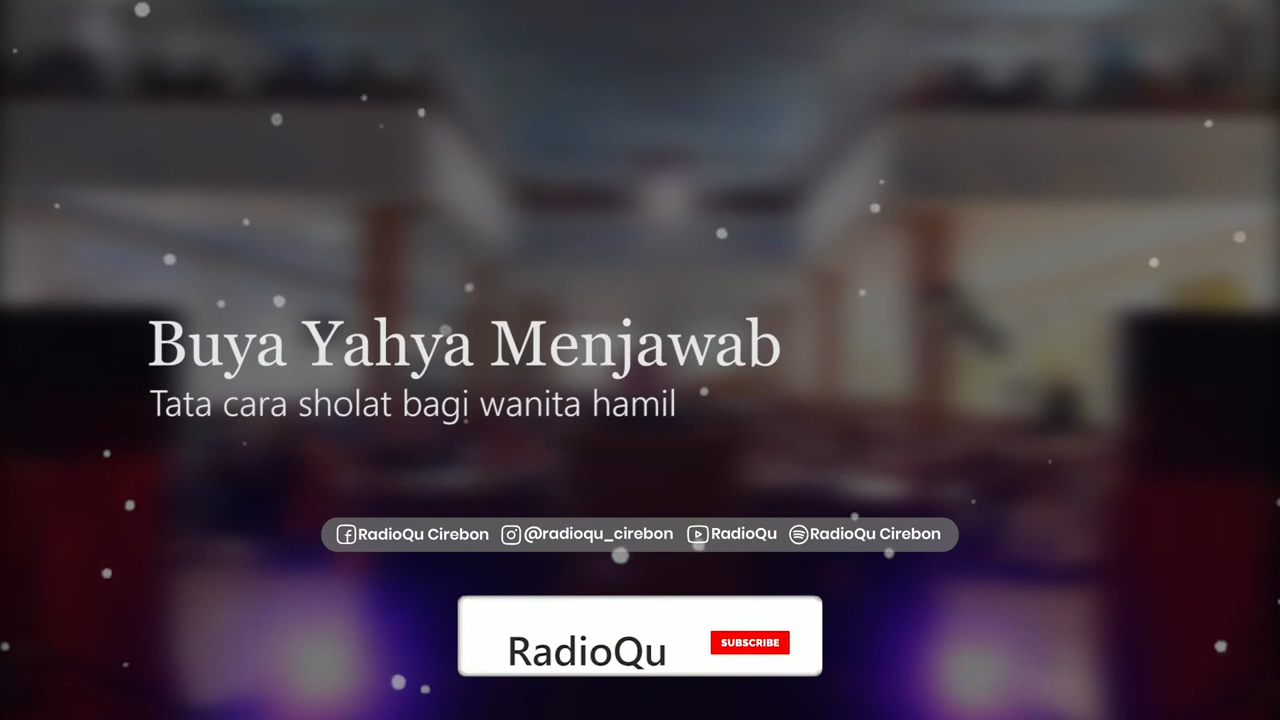 Buya Yahya Menjawab
Tata cara sholat bagi wanita hamil
RadioQu Cirebon @radioqu_cirebon RadioQu RadioQu Cirebon
RadioQu SUBSCRIBE